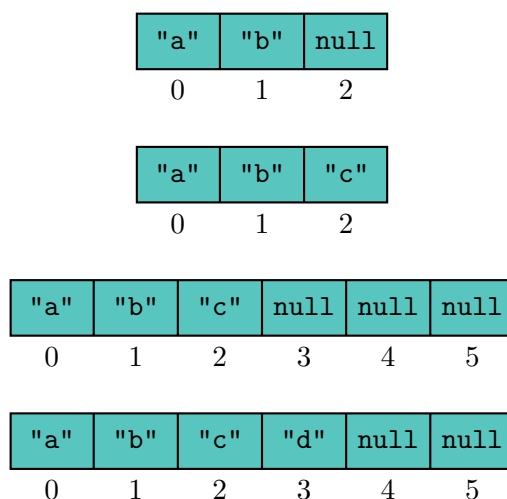 "a" "b" null
0 1 2
"a" "b" "c"
0 1 2
"a" "b" "c" null null null
0 1 2 3 4 5
"a" "b" "c" "d" null null
0 1 2 3 4 5